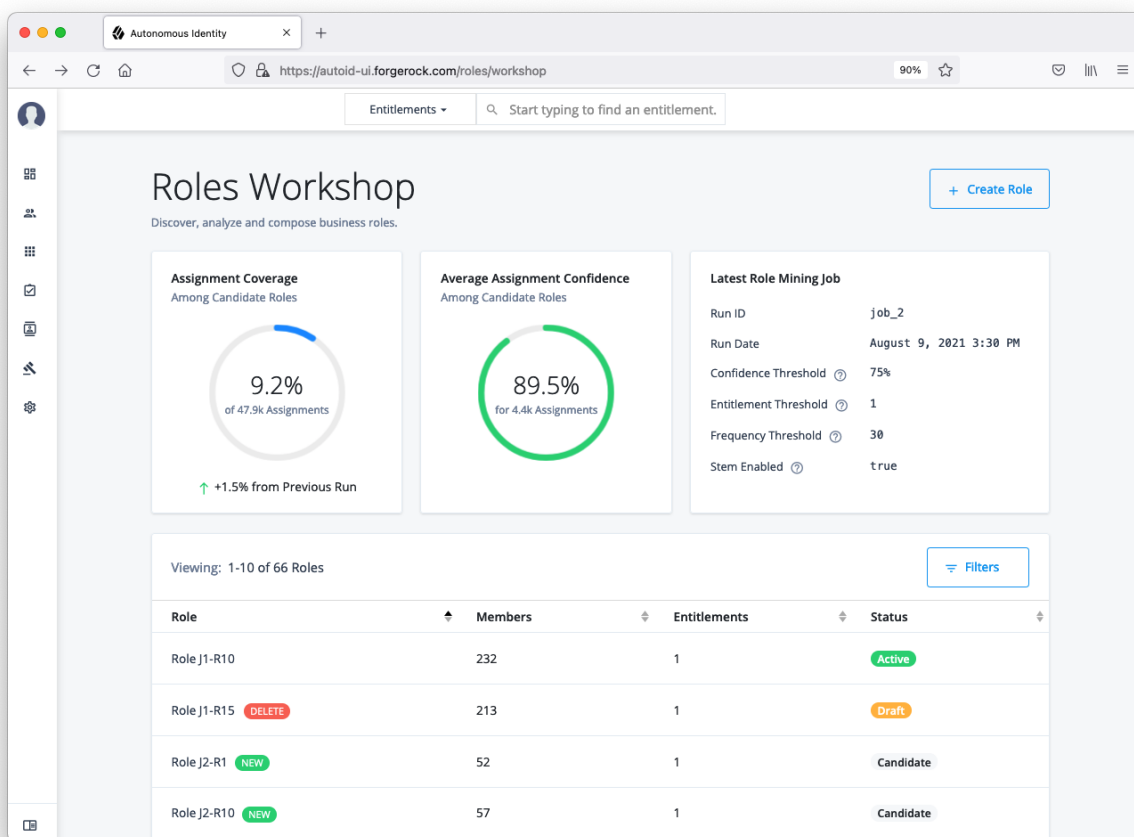 Autonomous Identity
https://autoid-ui.forgerock.com/roles/workshop
90%
Entitlements
Start typing to find an entitlement.
Roles Workshop
+ Create Role
Discover, analyze and compose business roles.
Assignment Coverage
Among Candidate Roles
9.2%
of 47.9k Assignments
+1.5% from Previous Run
Average Assignment Confidence
Among Candidate Roles
89.5%
for 4.4k Assignments
Latest Role Mining Job
Run ID job_2
Run Date August 9, 2021 3:30 PM
Confidence Threshold ? 75%
Entitlement Threshold ? 1
Frequency Threshold ? 30
Stem Enabled ? true
Viewing: 1-10 of 66 Roles
Filters
Role Members Entitlements Status
Role J1-R10 232 1 Active
Role J1-R15 DELETE 213 1 Draft
Role J2-R1 NEW 52 1 Candidate
Role J2-R10 NEW 57 1 Candidate